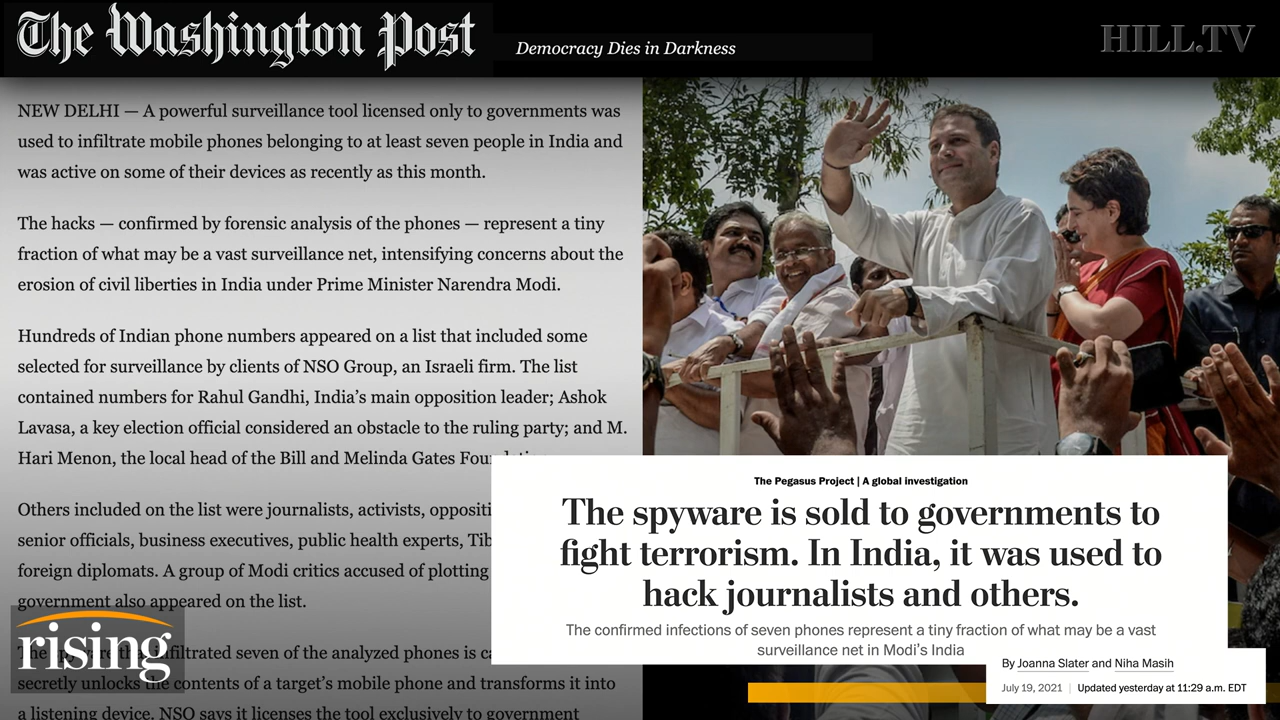 The Washington Post
Democracy Dies in Darkness
HILL.TV
NEW DELHI — A powerful surveillance tool licensed only to governments was
used to infiltrate mobile phones belonging to at least seven people in India and
was active on some of their devices as recently as this month.
The hacks — confirmed by forensic analysis of the phones — represent a tiny
fraction of what may be a vast surveillance net, intensifying concerns about the
erosion of civil liberties in India under Prime Minister Narendra Modi.
Hundreds of Indian phone numbers appeared on a list that included some
selected for surveillance by clients of NSO Group, an Israeli firm. The list
contained numbers for Rahul Gandhi, India’s main opposition leader; Ashok
Lavasa, a key election official considered an obstacle to the ruling party; and M.
Hari Menon, the local head of the Bill and Melinda Gates
Others included on the list were journalists, activists,
senior officials, business executives, public health experts,
foreign diplomats. A group of Modi critics accused of plotting
government also appeared on the list.
The infiltrated seven of the analyzed phones is
secretly unlocks the contents of a target’s mobile phone and transforms it into
a listening device. NSO says it licenses the tool exclusively to government
rising
The Pegasus Project | A global investigation
The spyware is sold to governments to
fight terrorism. In India, it was used to
hack journalists and others.
The confirmed infections of seven phones represent a tiny fraction of what may be a vast
surveillance net in Modi’s India
By Joanna Slater and Niha Masih
July 19, 2021 | Updated yesterday at 11:29 a.m. EDT